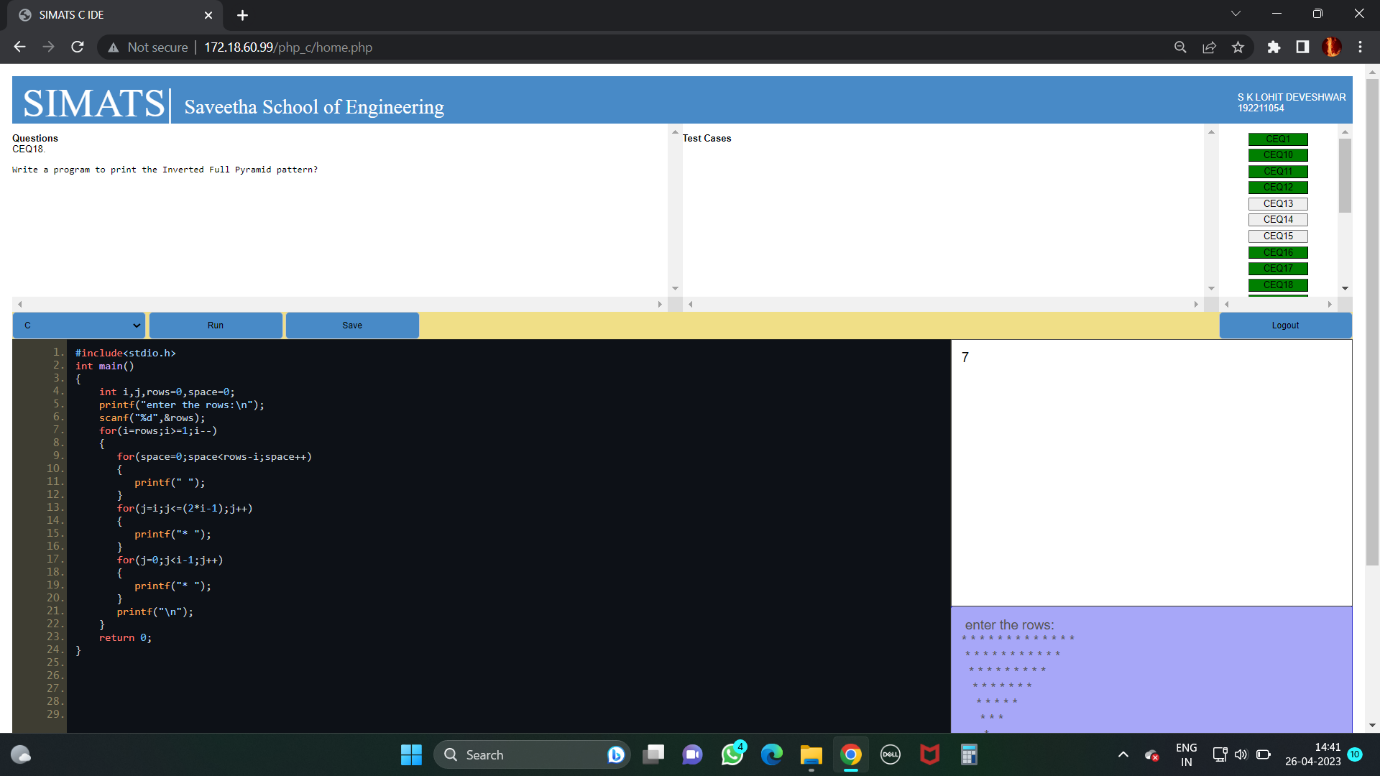 SIMATS C IDE
Not secure
172.18.60.99/php_c/home.php
SIMATS| Saveetha School of Engineering
S K LOHIT DEVESHWAR
192211054
Questions
CEQ18.
Write a program to print the Inverted Full Pyramid pattern?
Test Cases
CEQ1
CEQ10
CEQ11
CEQ12
CEQ13
CEQ14
CEQ15
CEQ16
CEQ17
CEQ18
C
Run
Save
Logout
1. #include<stdio.h>
2. int main()
3. {
4. int i,j,rows=0,space=0;
5. printf("enter the rows:\n");
6. scanf("%d",&rows);
7. for(i=rows;i>=1;i--)
8. {
9. for(space=0;space<rows-i;space++)
10. {
11. printf(" ");
12. }
13. for(j=i;j<=(2*i-1);j++)
14. {
15. printf("* ");
16. }
17. for(j=0;j<i-1;j++)
18. {
19. printf("* ");
20. }
21. printf("\n");
22. }
23. return 0;
24. }
25.
26.
27.
28.
29.
7
enter the rows:
* * * * * * * * * * * * *
* * * * * * * * * * *
* * * * * * * * *
* * * * * * *
* * * * *
* * *
*
Search
4
DELL
ENG
IN
14:41
26-04-2023
10